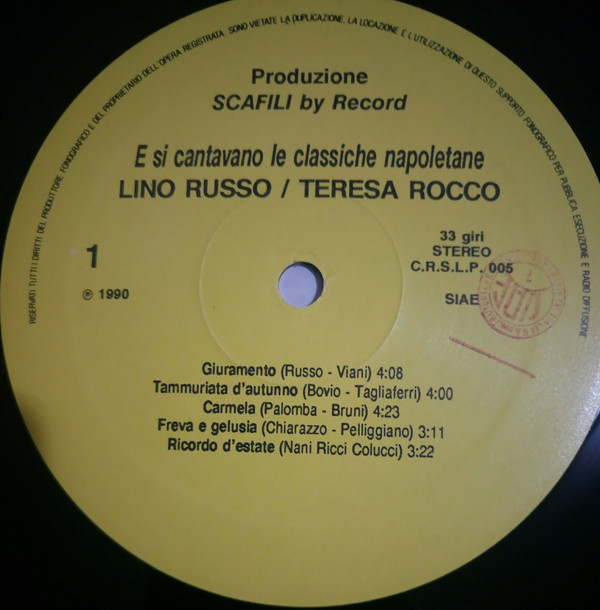 RISERVATI TUTTI I DIRITTI DEL PRODUTTORE FONOGRAFICO E DEL PROPRIETARIO DELL'OPERA REGISTRATA. SONO VIETATE LA DUPLICAZIONE, LA LOCAZIONE E L'UTILIZZAZIONE DI QUESTO SUPPORTO FONOGRAFICO PER PUBBLICA ESECUZIONE E RADIO DIFFUSIONE
Produzione
SCAFILI by Record
E si cantavano le classiche napoletane
LINO RUSSO / TERESA ROCCO
1
℗ 1990
33 giri
STEREO
C.R.S.L.P. 005
SIAE
Giuramento (Russo - Viani) 4:08
Tammuriata d'autunno (Bovio - Tagliaferri) 4:00
Carmela (Palomba - Bruni) 4:23
Freva e gelusia (Chiarazzo - Pelliggiano) 3:11
Ricordo d'estate (Nani Ricci Colucci) 3:22